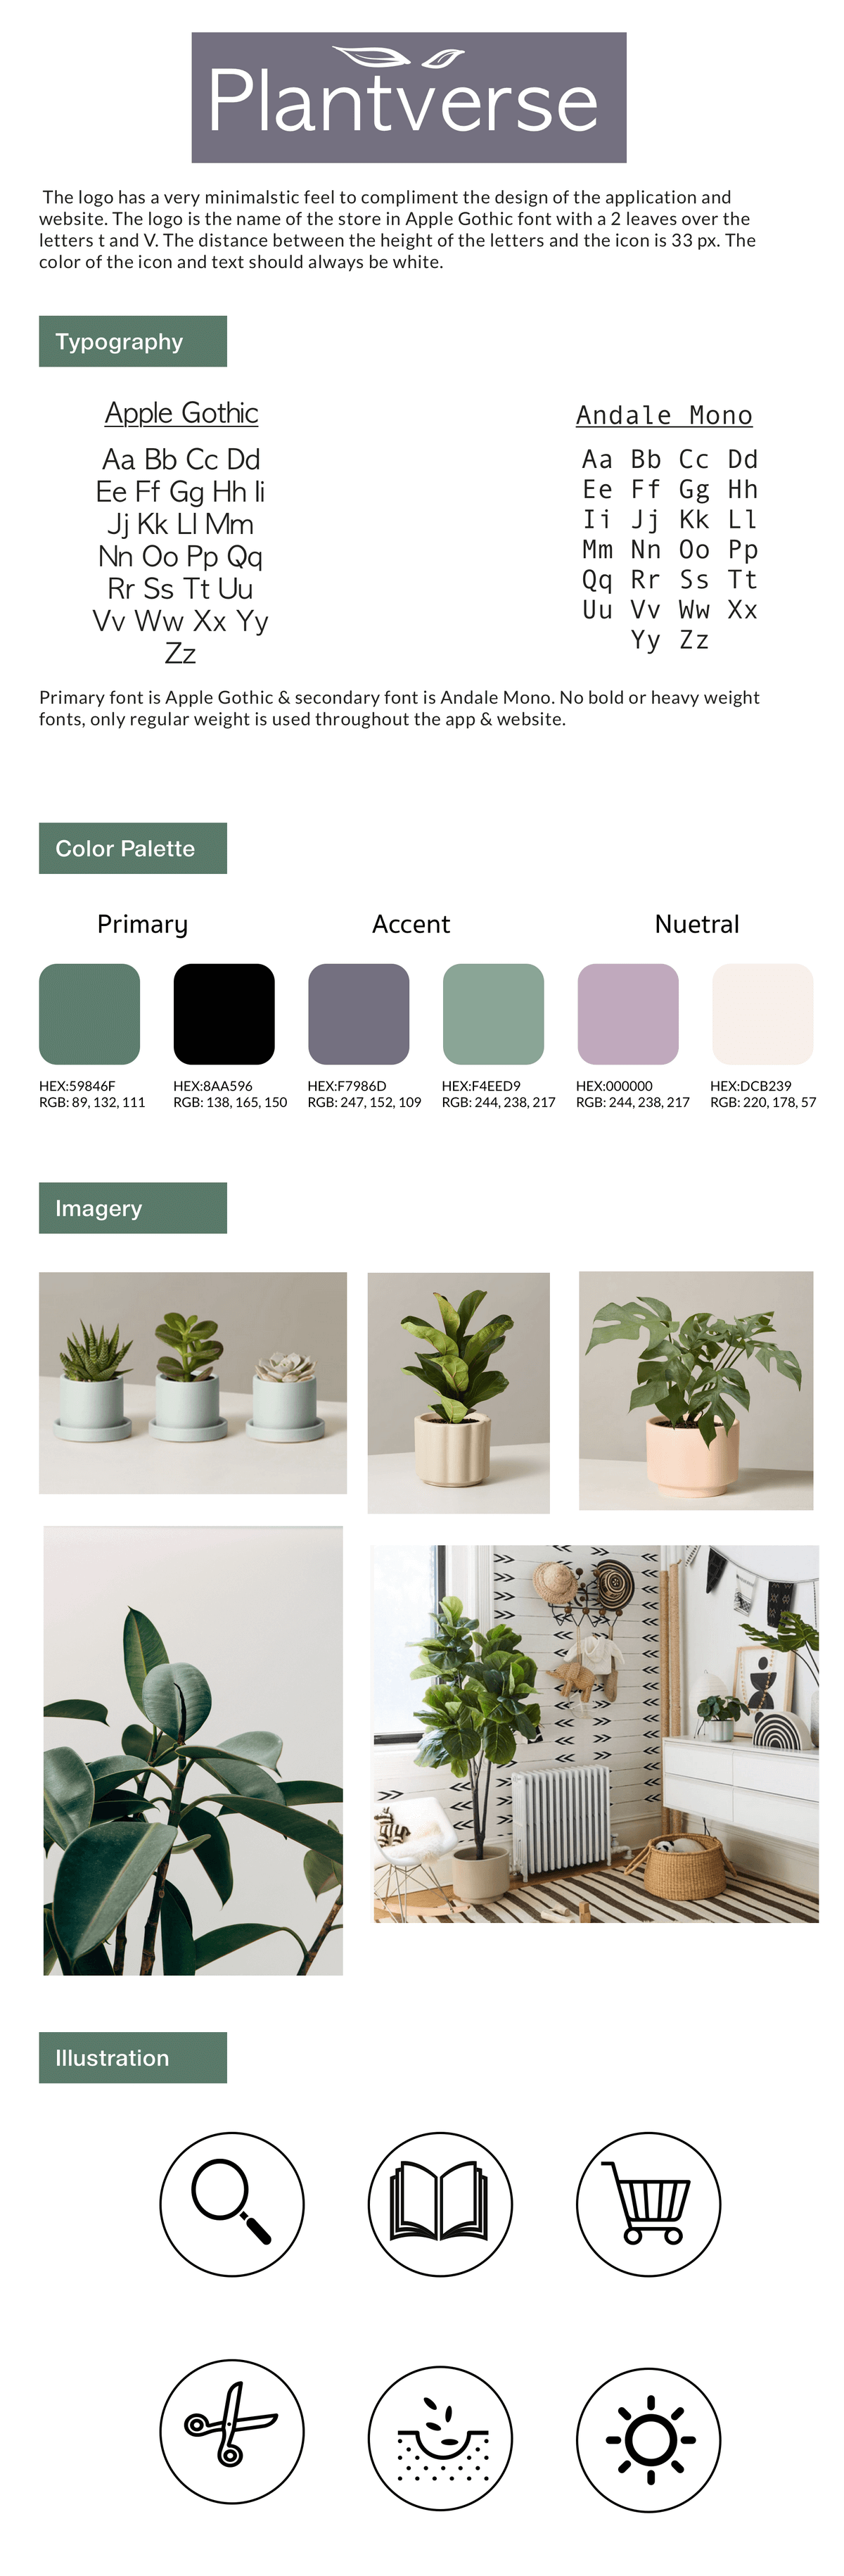 Plantverse
The logo has a very minimalstic feel to compliment the design of the application and
website. The logo is the name of the store in Apple Gothic font with a 2 leaves over the
letters t and V. The distance between the height of the letters and the icon is 33 px. The
color of the icon and text should always be white.
Typography
Apple Gothic
Aa Bb Cc Dd
Ee Ff Gg Hh Ii
Jj Kk Ll Mm
Nn Oo Pp Qq
Rr Ss Tt Uu
Vv Ww Xx Yy
Zz
Andale Mono
Aa Bb Cc Dd
Ee Ff Gg Hh
Ii Jj Kk Ll
Mm Nn Oo Pp
Qq Rr Ss Tt
Uu Vv Ww Xx
Yy Zz
Primary font is Apple Gothic & secondary font is Andale Mono. No bold or heavy weight
fonts, only regular weight is used throughout the app & website.
Color Palette
Primary
Accent
Nuetral
HEX:59846F
RGB: 89, 132, 111
HEX:8AA596
RGB: 138, 165, 150
HEX:F7986D
RGB: 247, 152, 109
HEX:F4EED9
RGB: 244, 238, 217
HEX:000000
RGB: 244, 238, 217
HEX:DCB239
RGB: 220, 178, 57
Imagery
Illustration